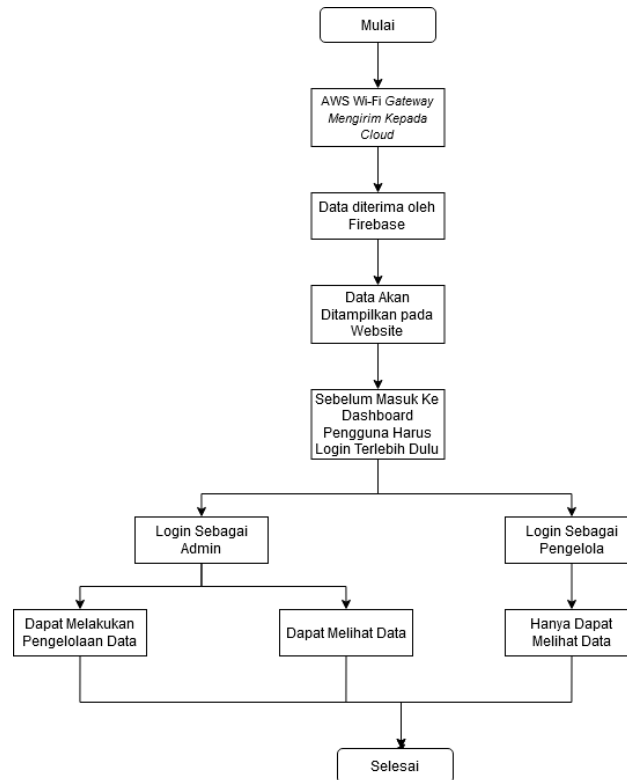 Mulai
AWS Wi-Fi Gateway
Mengirim Kepada
Cloud
Data diterima oleh
Firebase
Data Akan
Ditampilkan pada
Website
Sebelum Masuk Ke
Dashboard
Pengguna Harus
Login Terlebih Dulu
Login Sebagai
Admin
Login Sebagai
Pengelola
Dapat Melakukan
Pengelolaan Data
Dapat Melihat Data
Hanya Dapat
Melihat Data
Selesai